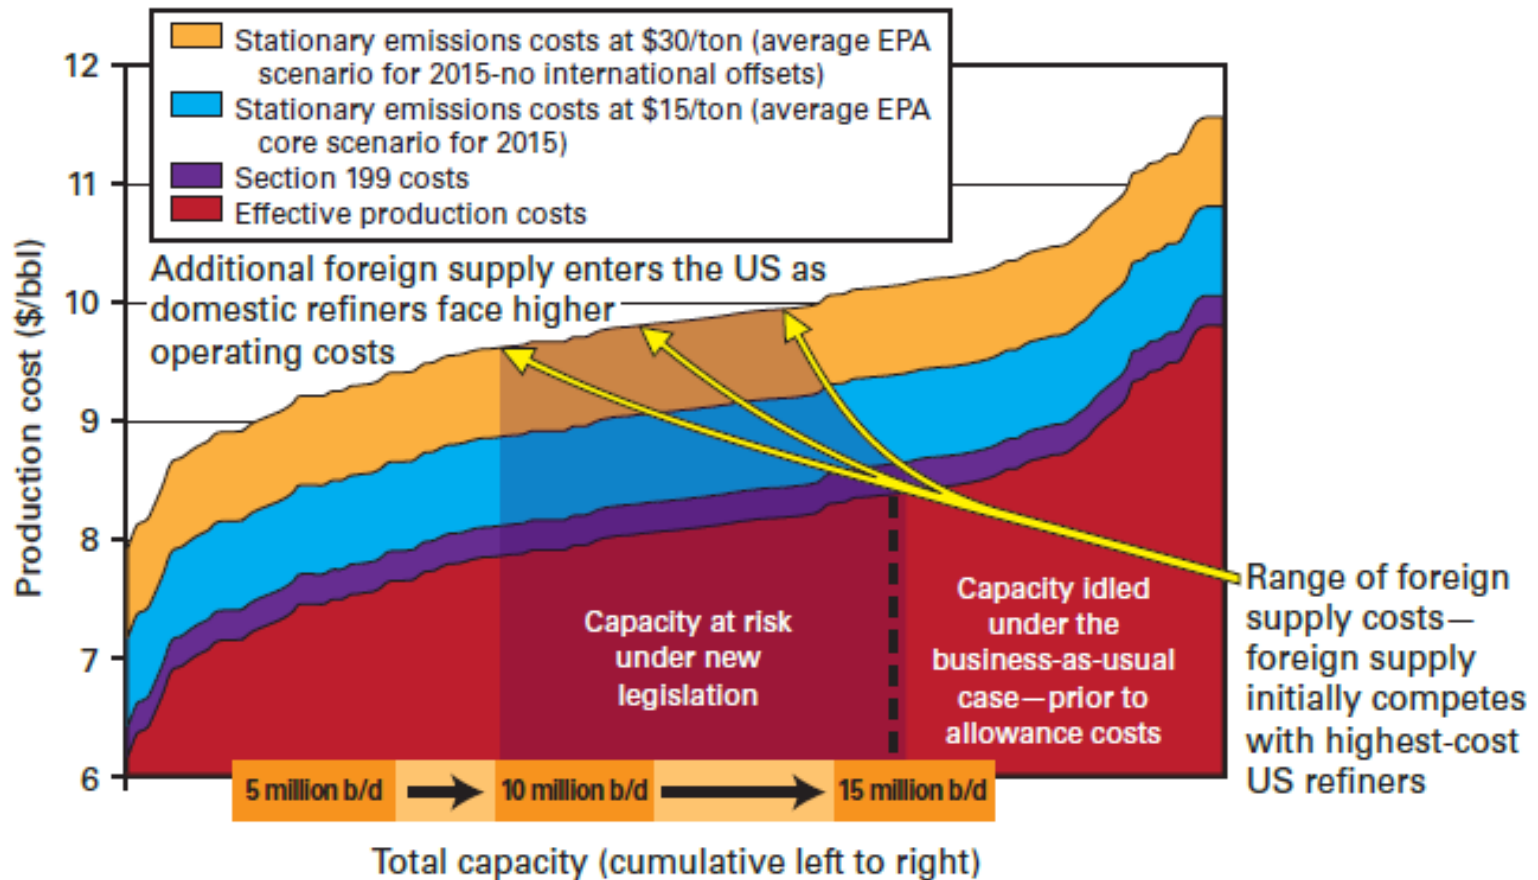 Stationary emissions costs at $30/ton (average EPA
scenario for 2015-no international offsets)
Stationary emissions costs at $15/ton (average EPA
core scenario for 2015)
Section 199 costs
Effective production costs
Additional foreign supply enters the US as
domestic refiners face higher
operating costs
Production cost ($/bbl)
12
11
10
9
8
7
6
Capacity at risk
under new
legislation
Capacity idled
under the
business-as-usual
case—prior to
allowance costs
Range of foreign
supply costs—
foreign supply
initially competes
with highest-cost
US refiners
5 million b/d
10 million b/d
15 million b/d
Total capacity (cumulative left to right)